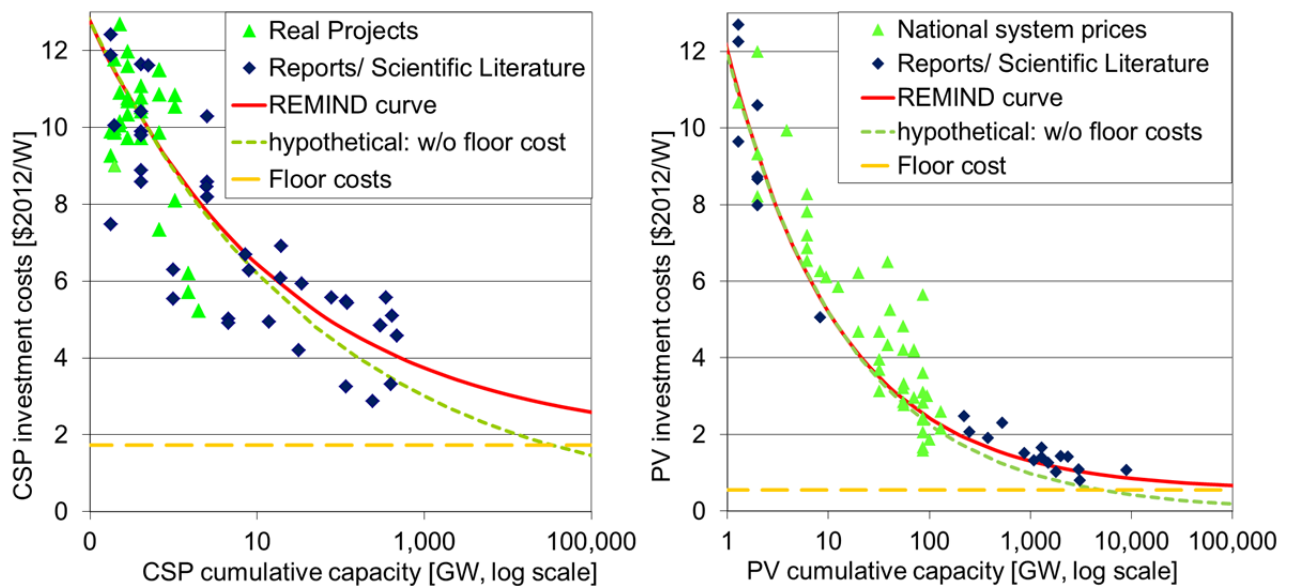 CSP investment costs [$2012/W]
12
10
8
6
4
2
0
Real Projects
Reports/ Scientific Literature
REMIND curve
hypothetical: w/o floor cost
Floor costs
0 10 1,000 100,000
CSP cumulative capacity [GW, log scale]
PV investment costs [$2012/W]
12
10
8
6
4
2
0
National system prices
Reports/ Scientific Literature
REMIND curve
hypothetical: w/o floor costs
Floor cost
1 10 100 1,000 10,000 100,000
PV cumulative capacity [GW, log scale]